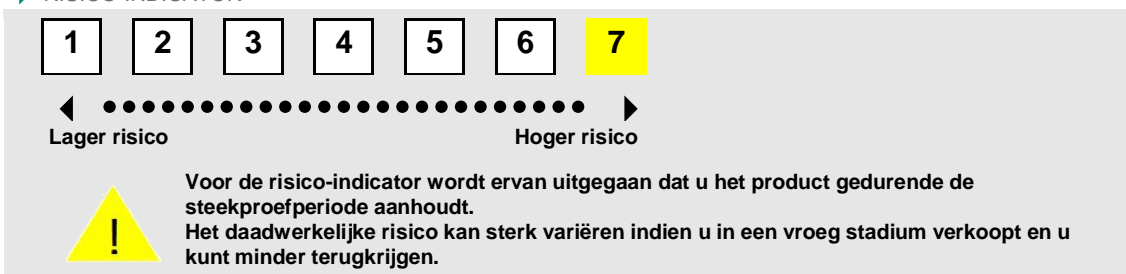 RISICO-INDICATOR
1 2 3 4 5 6 7
Lager risico Hoger risico
Voor de risico-indicator wordt ervan uitgegaan dat u het product gedurende de
steekproefperiode aanhoudt.
! Het daadwerkelijke risico kan sterk variëren indien u in een vroeg stadium verkoopt en u
kunt minder terugkrijgen.